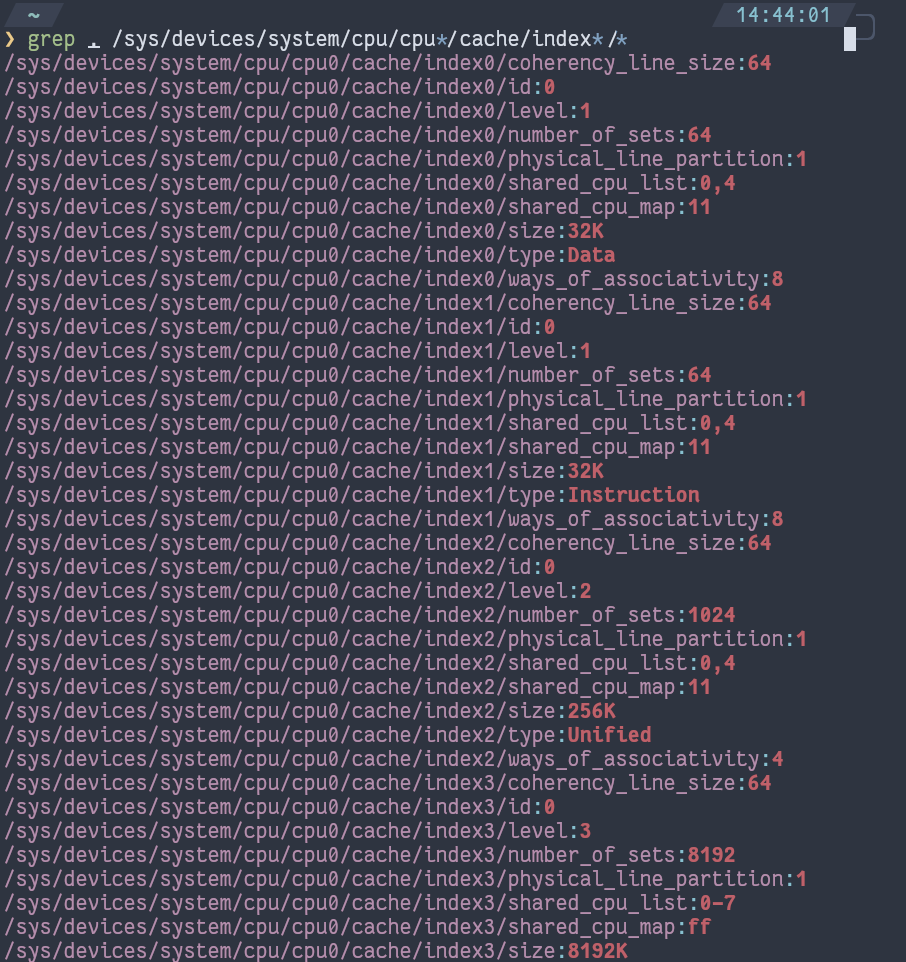 ~ 14:44:01
❯ grep . /sys/devices/system/cpu/cpu*/cache/index*/*
/sys/devices/system/cpu/cpu0/cache/index0/coherency_line_size:64
/sys/devices/system/cpu/cpu0/cache/index0/id:0
/sys/devices/system/cpu/cpu0/cache/index0/level:1
/sys/devices/system/cpu/cpu0/cache/index0/number_of_sets:64
/sys/devices/system/cpu/cpu0/cache/index0/physical_line_partition:1
/sys/devices/system/cpu/cpu0/cache/index0/shared_cpu_list:0,4
/sys/devices/system/cpu/cpu0/cache/index0/shared_cpu_map:11
/sys/devices/system/cpu/cpu0/cache/index0/size:32K
/sys/devices/system/cpu/cpu0/cache/index0/type:Data
/sys/devices/system/cpu/cpu0/cache/index0/ways_of_associativity:8
/sys/devices/system/cpu/cpu0/cache/index1/coherency_line_size:64
/sys/devices/system/cpu/cpu0/cache/index1/id:0
/sys/devices/system/cpu/cpu0/cache/index1/level:1
/sys/devices/system/cpu/cpu0/cache/index1/number_of_sets:64
/sys/devices/system/cpu/cpu0/cache/index1/physical_line_partition:1
/sys/devices/system/cpu/cpu0/cache/index1/shared_cpu_list:0,4
/sys/devices/system/cpu/cpu0/cache/index1/shared_cpu_map:11
/sys/devices/system/cpu/cpu0/cache/index1/size:32K
/sys/devices/system/cpu/cpu0/cache/index1/type:Instruction
/sys/devices/system/cpu/cpu0/cache/index1/ways_of_associativity:8
/sys/devices/system/cpu/cpu0/cache/index2/coherency_line_size:64
/sys/devices/system/cpu/cpu0/cache/index2/id:0
/sys/devices/system/cpu/cpu0/cache/index2/level:2
/sys/devices/system/cpu/cpu0/cache/index2/number_of_sets:1024
/sys/devices/system/cpu/cpu0/cache/index2/physical_line_partition:1
/sys/devices/system/cpu/cpu0/cache/index2/shared_cpu_list:0,4
/sys/devices/system/cpu/cpu0/cache/index2/shared_cpu_map:11
/sys/devices/system/cpu/cpu0/cache/index2/size:256K
/sys/devices/system/cpu/cpu0/cache/index2/type:Unified
/sys/devices/system/cpu/cpu0/cache/index2/ways_of_associativity:4
/sys/devices/system/cpu/cpu0/cache/index3/coherency_line_size:64
/sys/devices/system/cpu/cpu0/cache/index3/id:0
/sys/devices/system/cpu/cpu0/cache/index3/level:3
/sys/devices/system/cpu/cpu0/cache/index3/number_of_sets:8192
/sys/devices/system/cpu/cpu0/cache/index3/physical_line_partition:1
/sys/devices/system/cpu/cpu0/cache/index3/shared_cpu_list:0-7
/sys/devices/system/cpu/cpu0/cache/index3/shared_cpu_map:ff
/sys/devices/system/cpu/cpu0/cache/index3/size:8192K